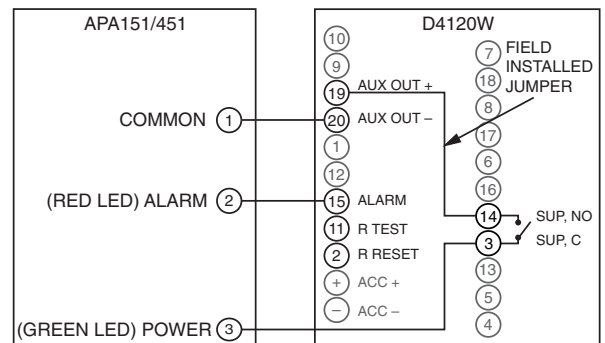 APA151/451
COMMON 1
(RED LED) ALARM 2
(GREEN LED) POWER 3
D4120W
10
9
19 AUX OUT +
20 AUX OUT –
1
12
15 ALARM
11 R TEST
2 R RESET
+ ACC +
– ACC –
7
18
8
17
6
16
14 SUP, NO
3 SUP, C
13
5
4
FIELD
INSTALLED
JUMPER